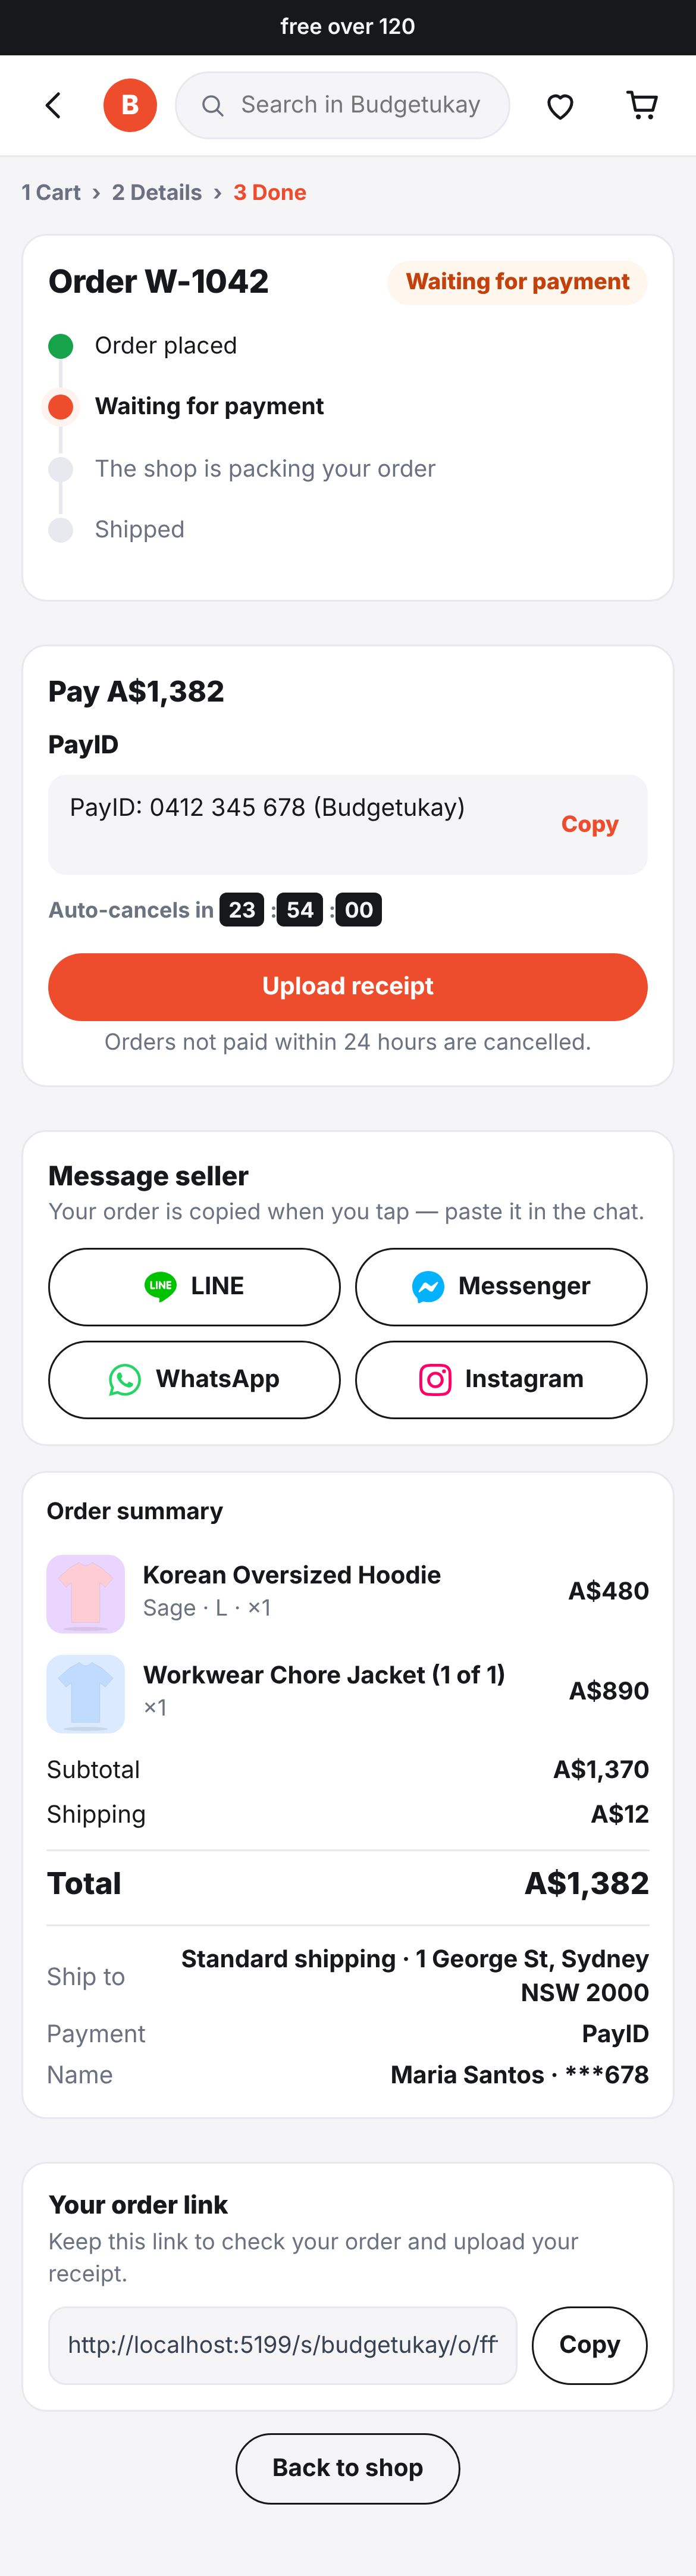 free over 120
B
Search in Budgetukay
1 Cart › 2 Details › 3 Done
Order W-1042
Waiting for payment
Order placed
Waiting for payment
The shop is packing your order
Shipped
Pay A$1,382
PayID
PayID: 0412 345 678 (Budgetukay)
Copy
Auto-cancels in 23 : 54 : 00
Upload receipt
Orders not paid within 24 hours are cancelled.
Message seller
Your order is copied when you tap — paste it in the chat.
LINE LINE
Messenger
WhatsApp
Instagram
Order summary
Korean Oversized Hoodie
Sage · L · ×1
A$480
Workwear Chore Jacket (1 of 1)
×1
A$890
Subtotal A$1,370
Shipping A$12
Total A$1,382
Ship to
Standard shipping · 1 George St, Sydney
NSW 2000
Payment PayID
Name Maria Santos · ***678
Your order link
Keep this link to check your order and upload your
receipt.
http://localhost:5199/s/budgetukay/o/ff
Copy
Back to shop